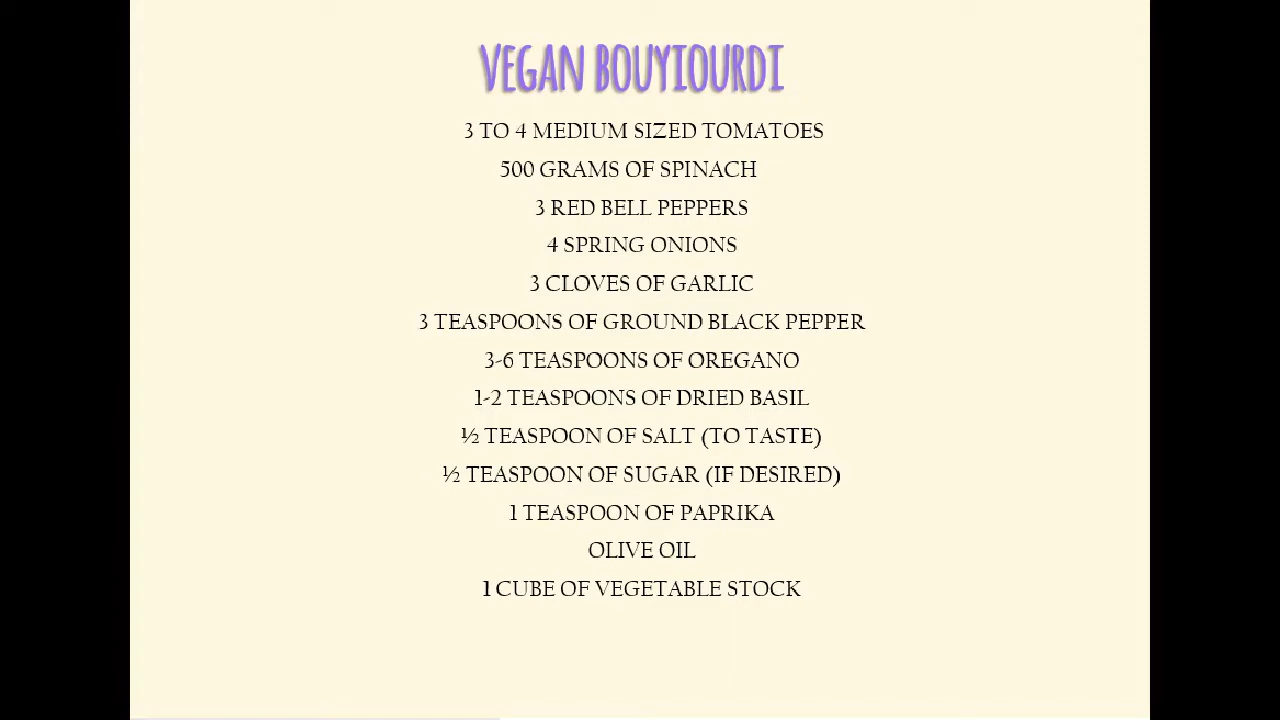 VEGAN BOUYIOURDI
3 TO 4 MEDIUM SIZED TOMATOES
500 GRAMS OF SPINACH
3 RED BELL PEPPERS
4 SPRING ONIONS
3 CLOVES OF GARLIC
3 TEASPOONS OF GROUND BLACK PEPPER
3-6 TEASPOONS OF OREGANO
1-2 TEASPOONS OF DRIED BASIL
½ TEASPOON OF SALT (TO TASTE)
½ TEASPOON OF SUGAR (IF DESIRED)
1 TEASPOON OF PAPRIKA
OLIVE OIL
1 CUBE OF VEGETABLE STOCK